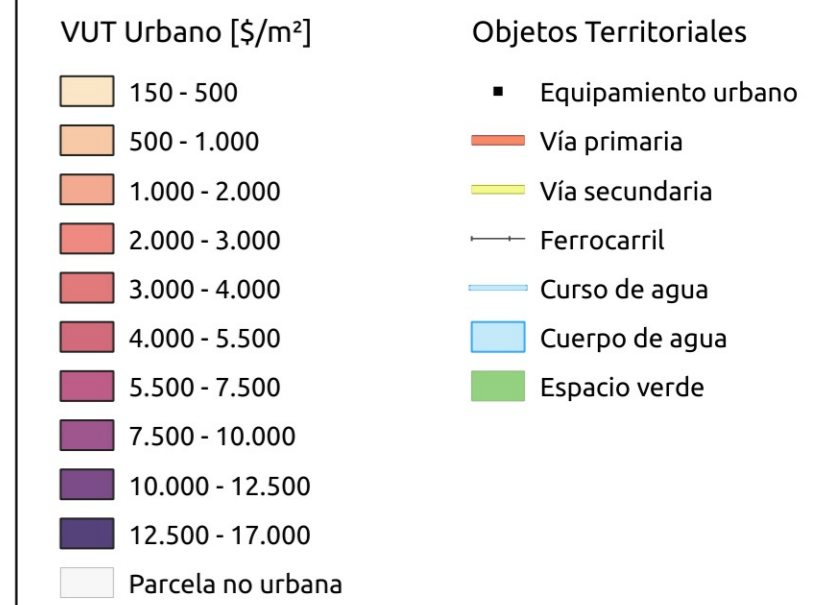 VUT Urbano [$/m²]
150 - 500
500 - 1.000
1.000 - 2.000
2.000 - 3.000
3.000 - 4.000
4.000 - 5.500
5.500 - 7.500
7.500 - 10.000
10.000 - 12.500
12.500 - 17.000
Parcela no urbana
Objetos Territoriales
Equipamiento urbano
Vía primaria
Vía secundaria
Ferrocarril
Curso de agua
Cuerpo de agua
Espacio verde